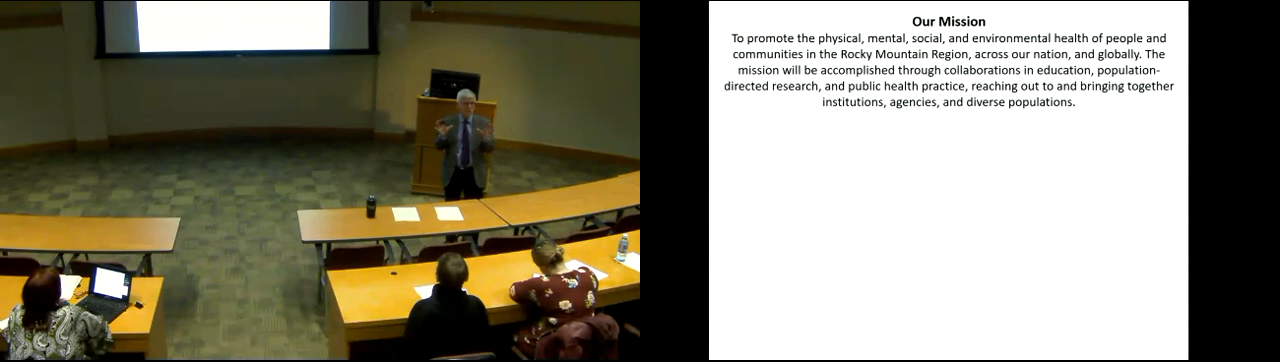 Our Mission
To promote the physical, mental, social, and environmental health of people and
communities in the Rocky Mountain Region, across our nation, and globally. The
mission will be accomplished through collaborations in education, population-
directed research, and public health practice, reaching out to and bringing together
institutions, agencies, and diverse populations.